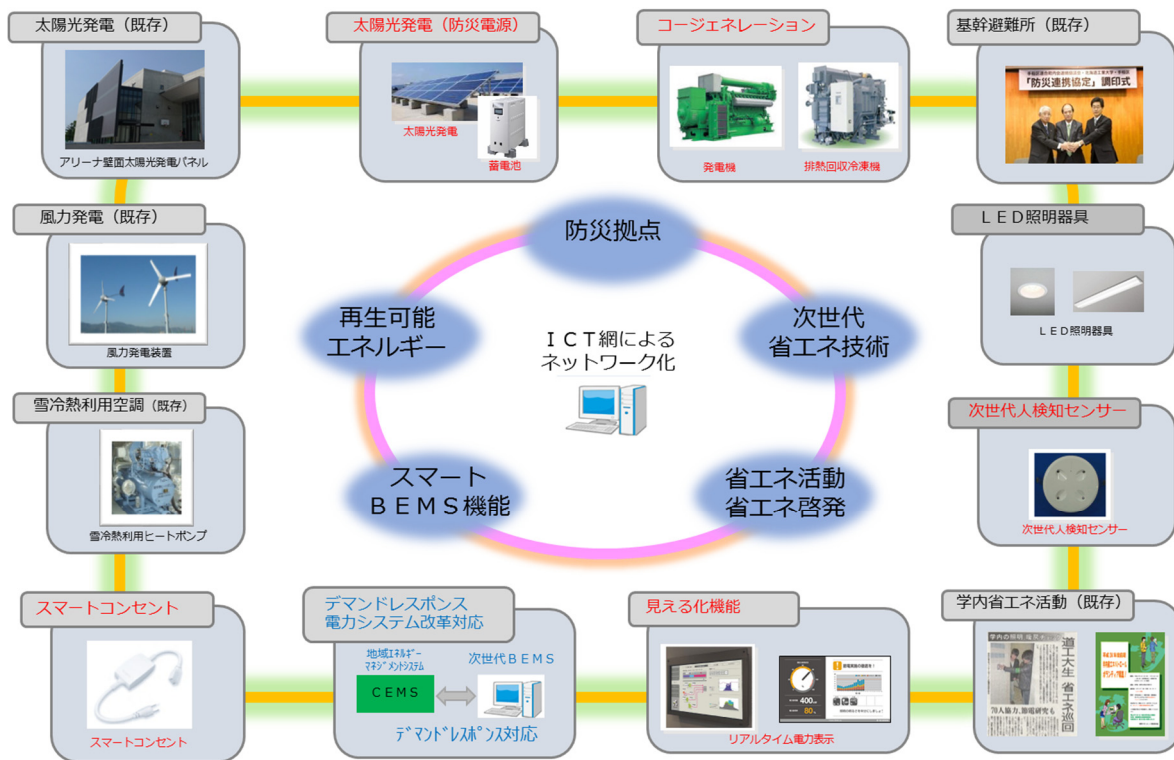 太陽光発電（既存）
アリーナ壁面太陽光発電パネル
太陽光発電（防災電源）
太陽光発電
蓄電池
コージェネレーション
発電機
排熱回収冷凍機
基幹避難所（既存）
「防災連携協定」調印式
風力発電（既存）
風力発電装置
防災拠点
再生可能
エネルギー
次世代
省エネ技術
ＩＣＴ網による
ネットワーク化
スマート
ＢＥＭＳ機能
省エネ活動
省エネ啓発
ＬＥＤ照明器具
ＬＥＤ照明器具
雪冷熱利用空調（既存）
雪冷熱利用ヒートポンプ
次世代人検知センサー
次世代人検知センサー
スマートコンセント
スマートコンセント
デマンドレスポンス
電力システム改革対応
地域ｴﾈﾙｷﾞｰ
ﾏﾈｼﾞﾒﾝﾄｼｽﾃﾑ
ＣＥＭＳ
次世代ＢＥＭＳ
ﾃﾞﾏﾝﾄﾞﾚｽﾎﾟﾝｽ対応
見える化機能
400
80
リアルタイム電力表示
学内省エネ活動（既存）
道工大生 省エネ巡回
70人協力、節電研究も